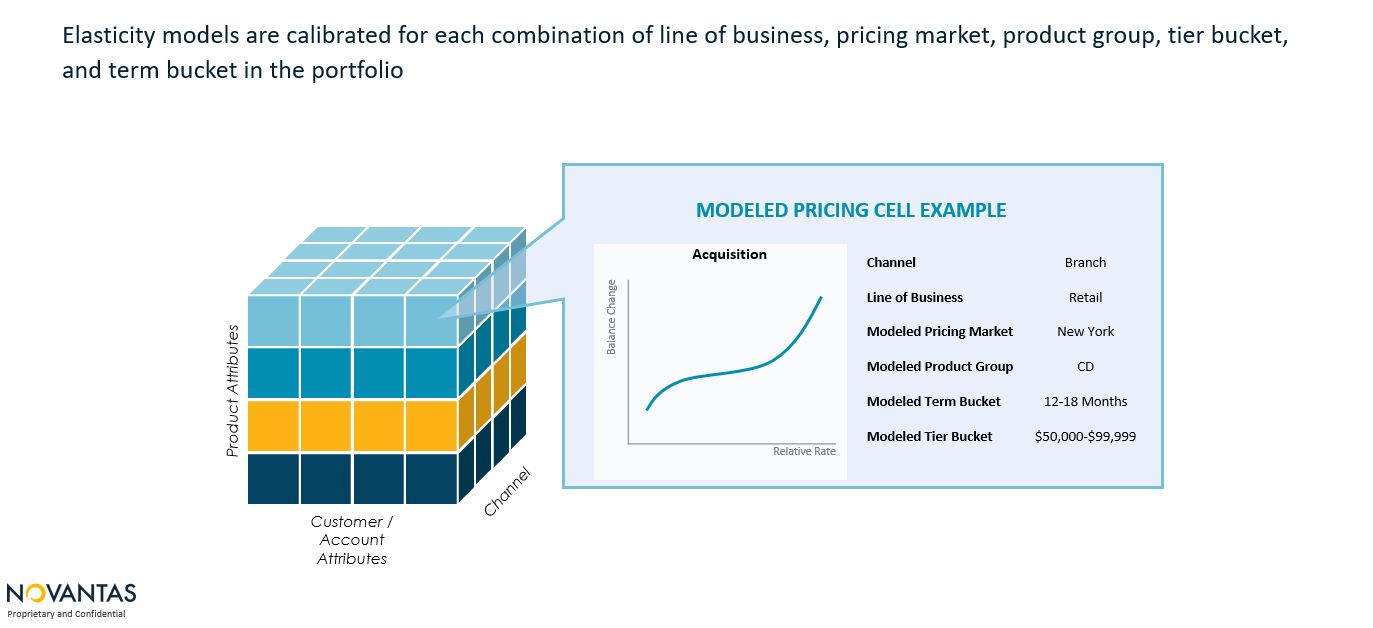 Elasticity models are calibrated for each combination of line of business, pricing market, product group, tier bucket,
and term bucket in the portfolio
Product Attributes
Customer /
Account
Attributes
Channel
MODELED PRICING CELL EXAMPLE
Acquisition
Balance Change
Relative Rate
Channel Branch
Line of Business Retail
Modeled Pricing Market New York
Modeled Product Group CD
Modeled Term Bucket 12-18 Months
Modeled Tier Bucket $50,000-$99,999
NOVANTAS
Proprietary and Confidential